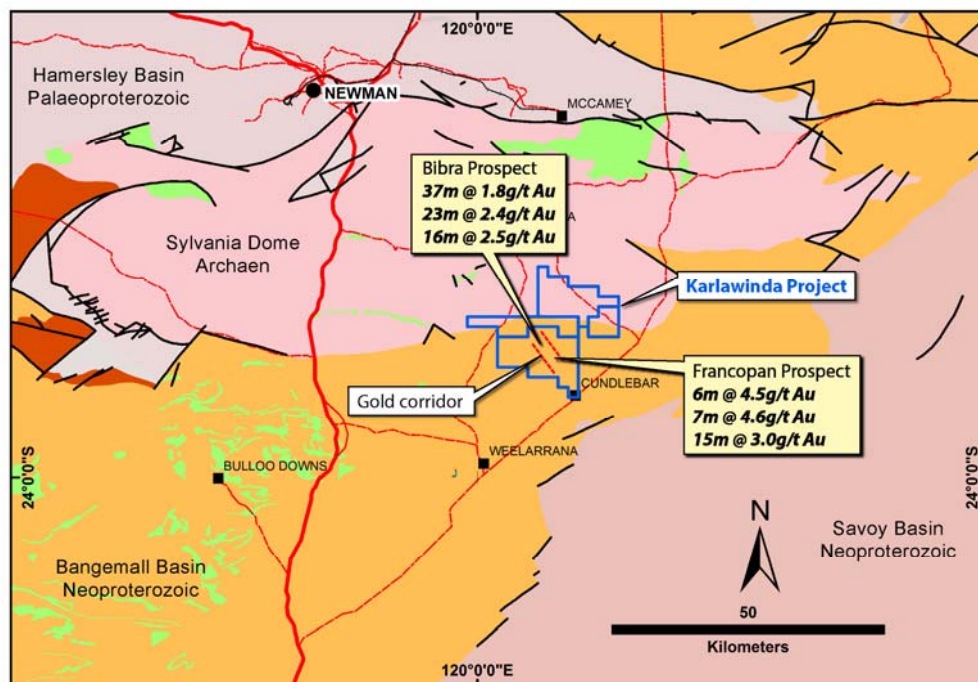 120°0'0"E
Hamersley Basin
Palaeoproterozoic
NEWMAN
MCCAMEY
Bibra Prospect
37m @ 1.8g/t Au
23m @ 2.4g/t Au
16m @ 2.5g/t Au
A
Sylvania Dome
Archaen
Karlawinda Project
Gold corridor
CUNDLEBAR
Francopan Prospect
6m @ 4.5g/t Au
7m @ 4.6g/t Au
15m @ 3.0g/t Au
WEELARRANA
BULLOO DOWNS
24°0'0"S
24°0'0"S
N
Savoy Basin
Neoproterozoic
Bangemall Basin
Neoproterozoic
50
Kilometers
120°0'0"E